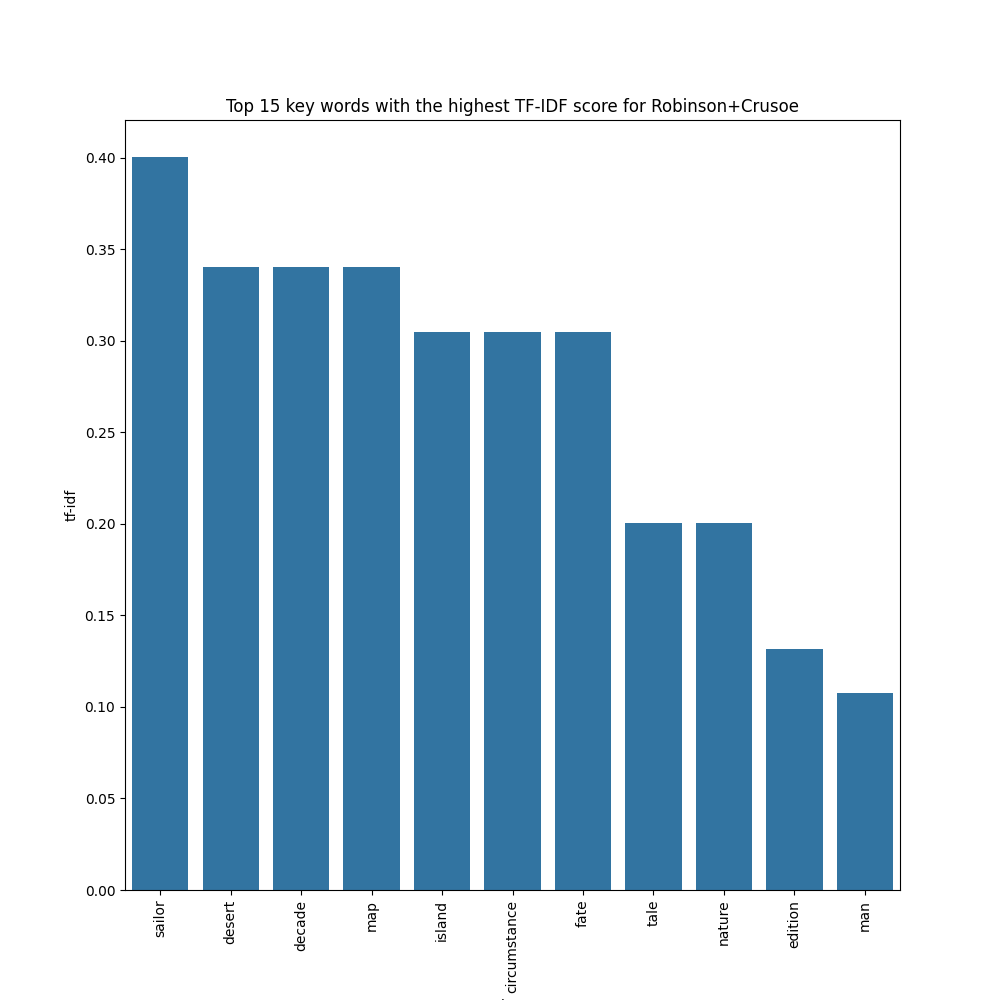 Top 15 key words with the highest TF-IDF score for Robinson+Crusoe
0.40
0.35
0.30
0.25
0.20
0.15
0.10
0.05
0.00
tf-idf
sailor
desert
decade
map
island
circumstance
fate
tale
nature
edition
man